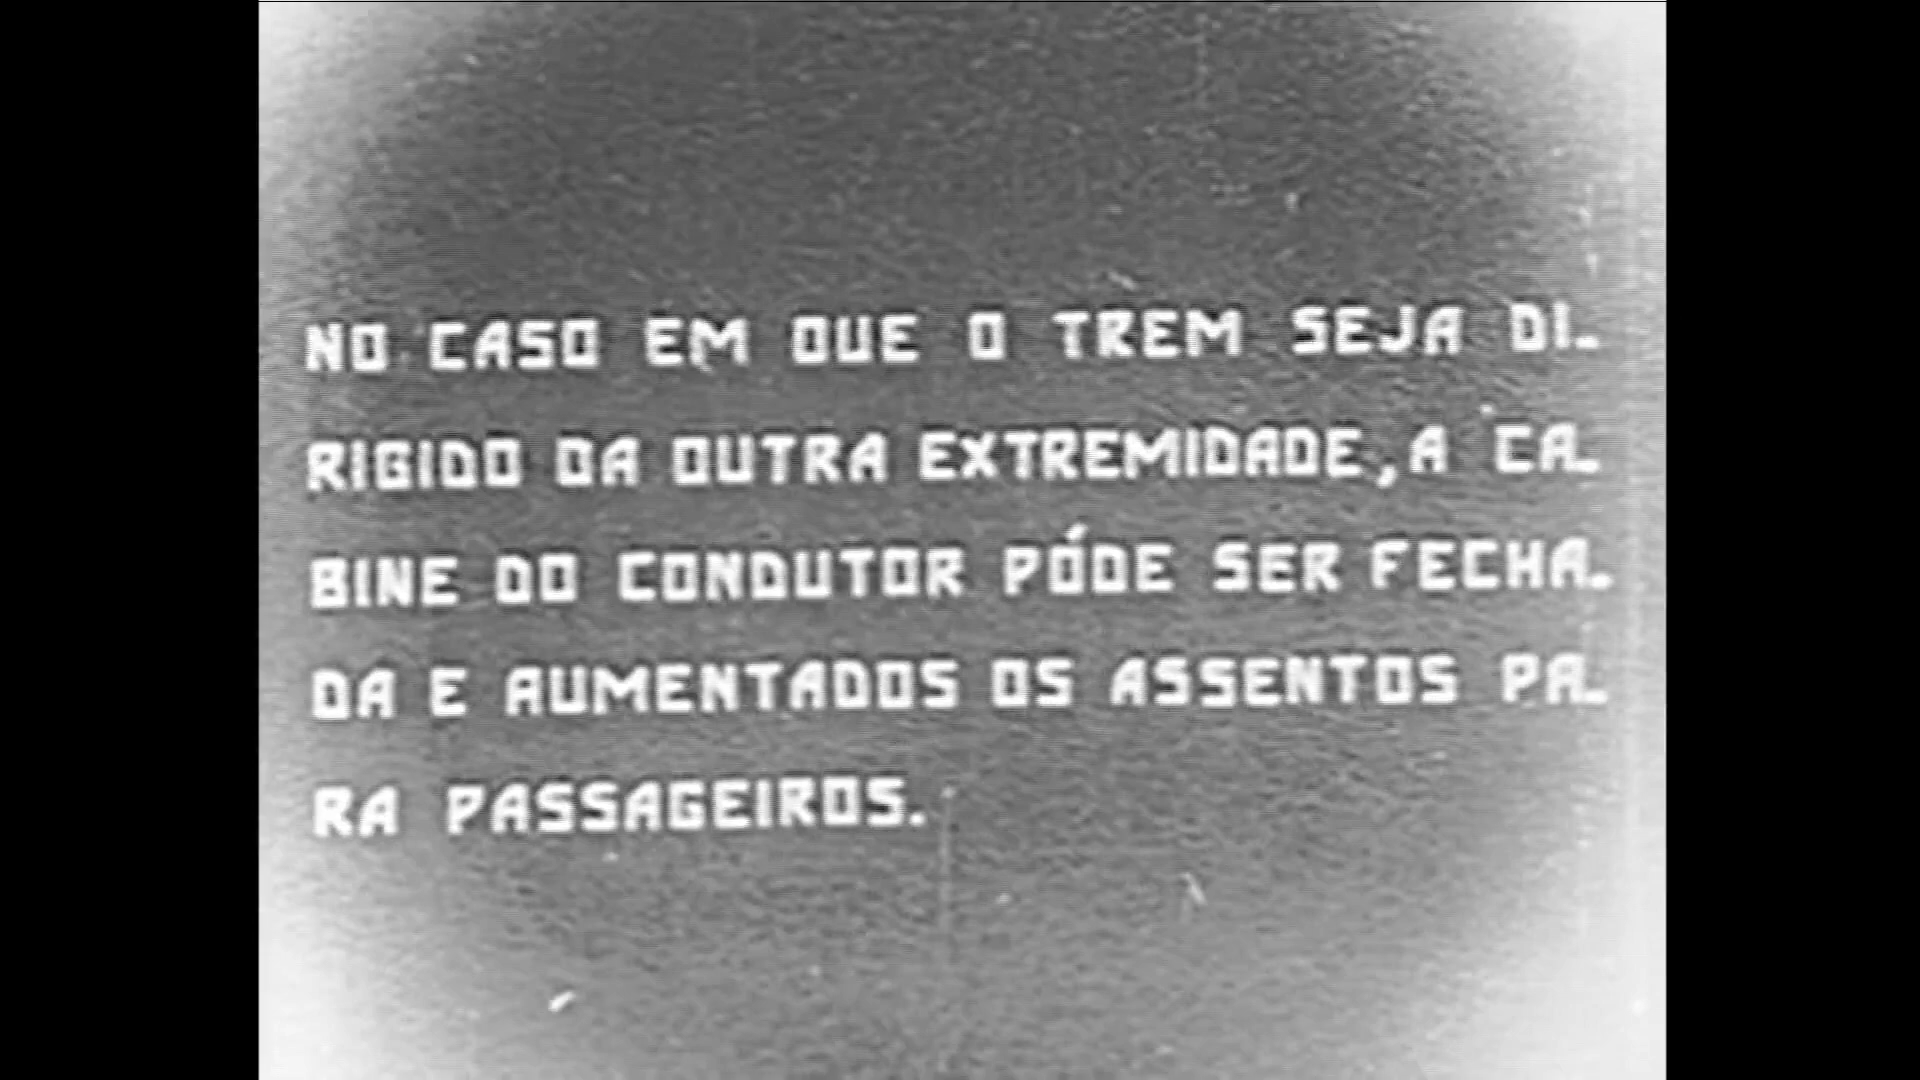 NO CASO EM QUE O TREM SEJA DI-
RIGIDO DA OUTRA EXTREMIDADE, A CA-
BINE DO CONDUTOR PÓDE SER FECHA-
DA E AUMENTADOS OS ASSENTOS PA-
RA PASSAGEIROS.